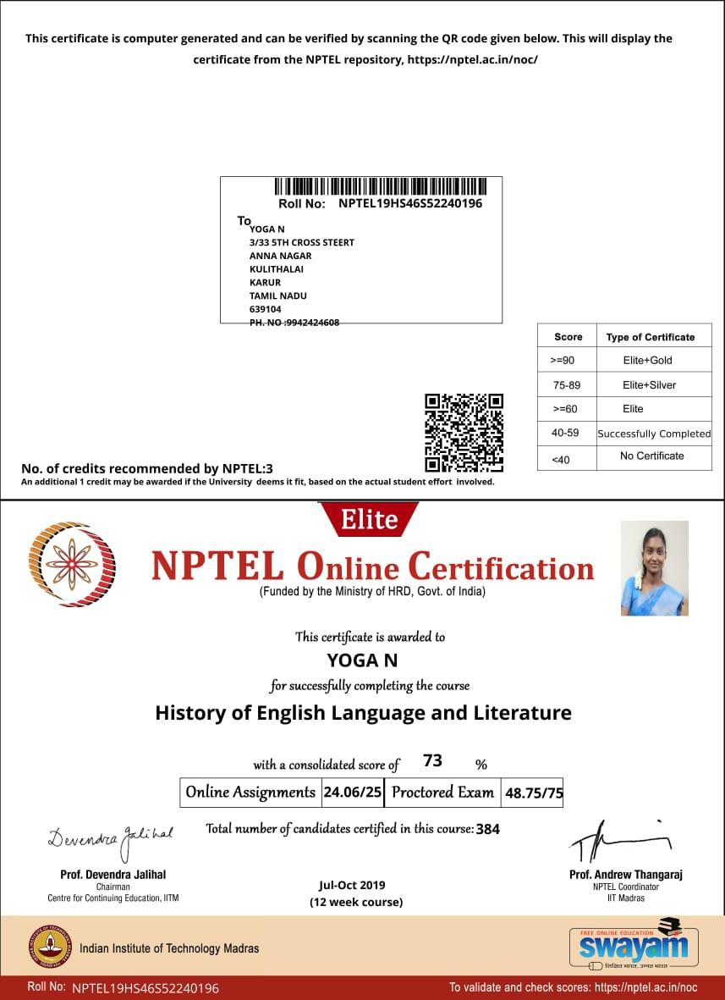 This certificate is computer generated and can be verified by scanning the QR code given below. This will display the
certificate from the NPTEL repository, https://nptel.ac.in/noc/
Roll No: NPTEL19HS46S52240196
To
YOGA N
3/33 5TH CROSS STEERT
ANNA NAGAR
KULITHALAI
KARUR
TAMIL NADU
639104
PH. NO :9942424608
Score Type of Certificate
>=90 Elite+Gold
75-89 Elite+Silver
>=60 Elite
40-59 Successfully Completed
<40 No Certificate
No. of credits recommended by NPTEL:3
An additional 1 credit may be awarded if the University deems it fit, based on the actual student effort involved.
Elite
NPTEL Online Certification
(Funded by the Ministry of HRD, Govt. of India)
This certificate is awarded to
YOGA N
for successfully completing the course
History of English Language and Literature
with a consolidated score of 73 %
Online Assignments 24.06/25 Proctored Exam 48.75/75
Total number of candidates certified in this course: 384
Devendra Jalihal
Prof. Devendra Jalihal
Chairman
Centre for Continuing Education, IITM
Jul-Oct 2019
(12 week course)
Prof. Andrew Thangaraj
NPTEL Coordinator
IIT Madras
Indian Institute of Technology Madras
FREE ONLINE EDUCATION
swayam
शिक्षित भारत, उन्नत भारत
Roll No: NPTEL19HS46S52240196
To validate and check scores: https://nptel.ac.in/noc